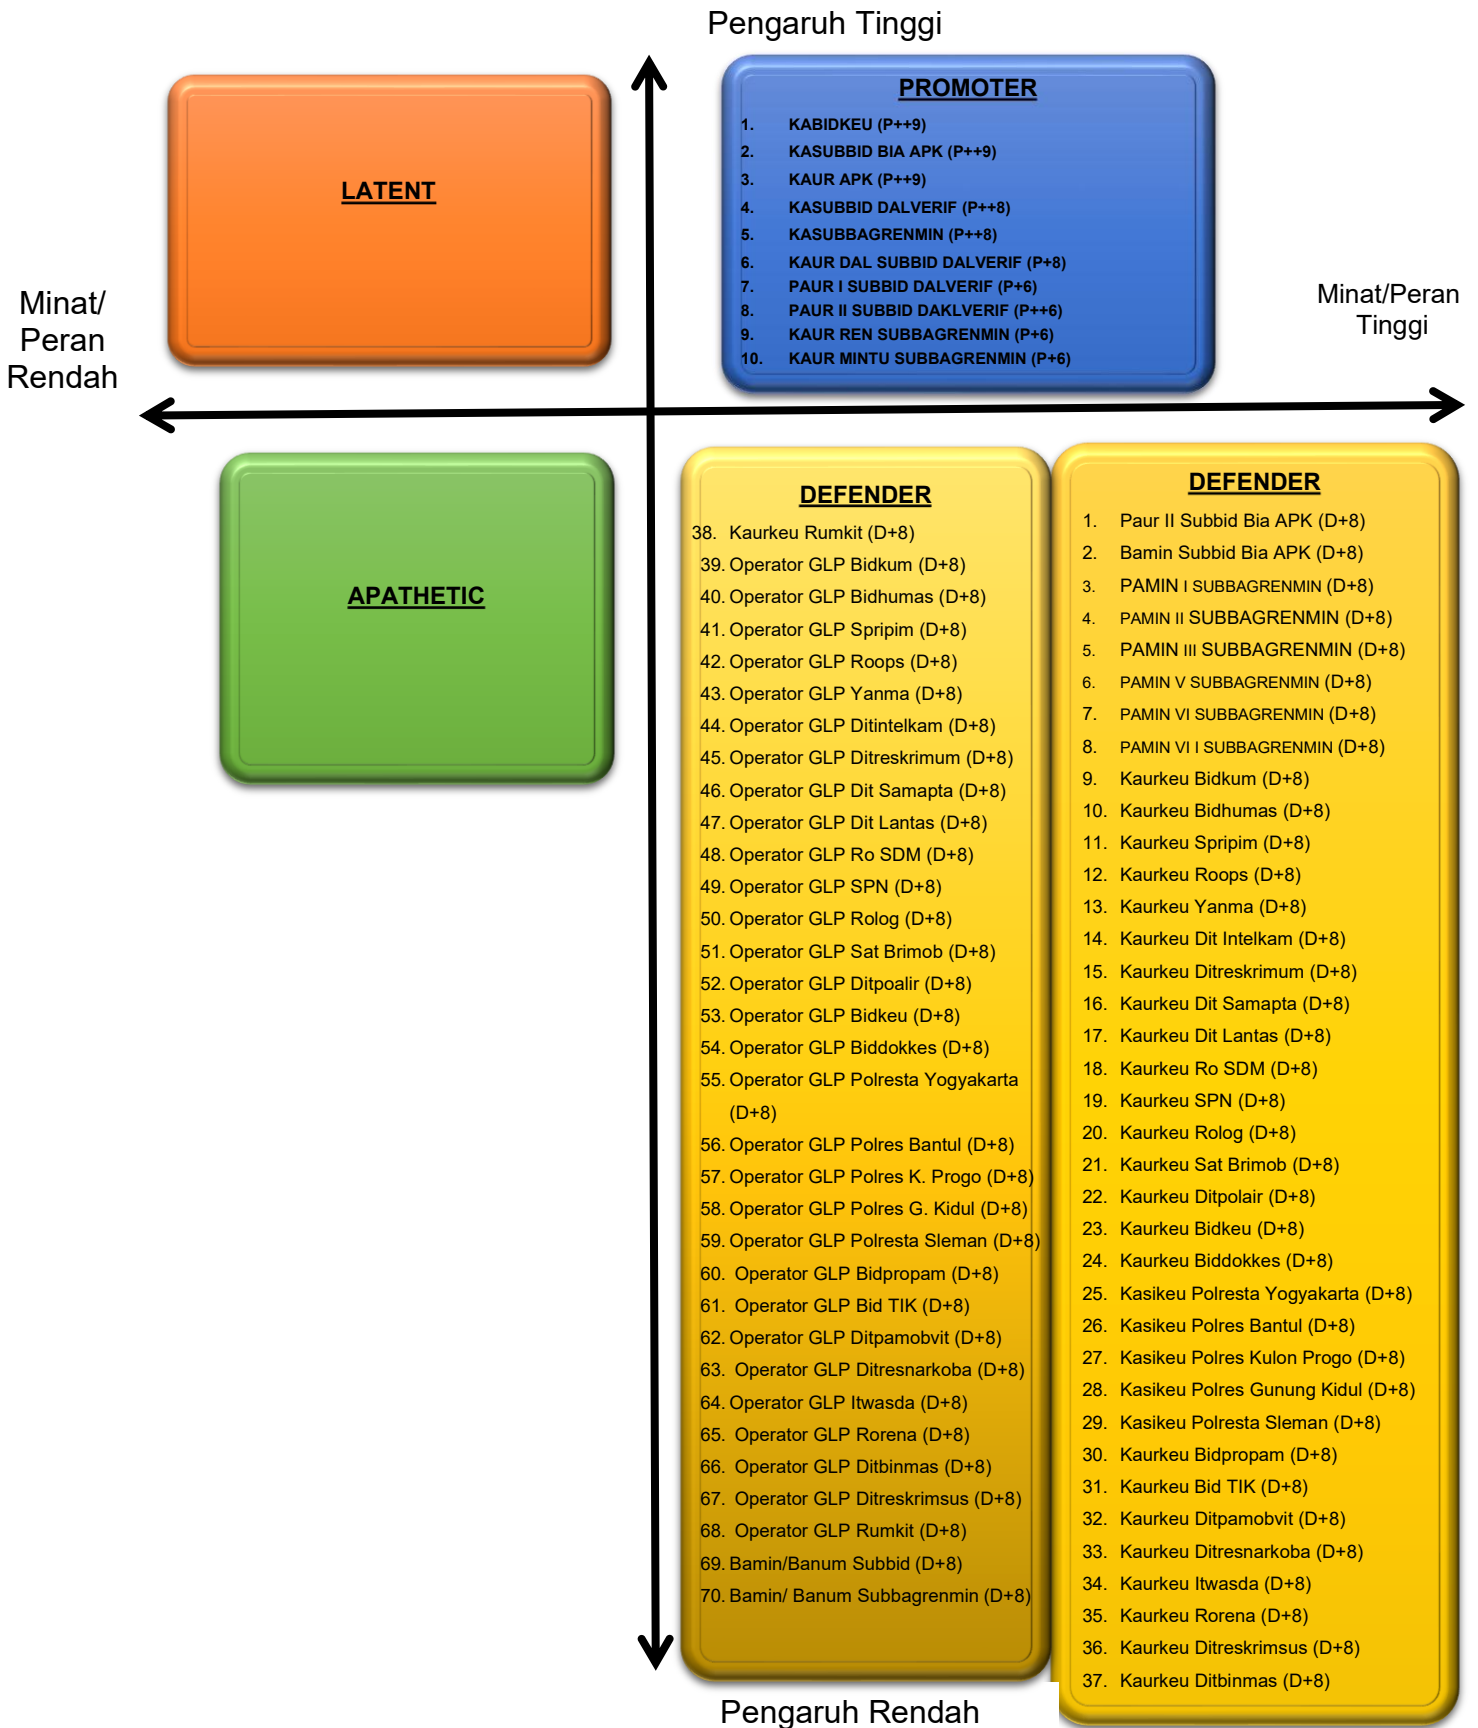 Pengaruh Tinggi
LATENT
PROMOTER
1. KABIDKEU (P++9)
2. KASUBBID BIA APK (P++9)
3. KAUR APK (P++9)
4. KASUBBID DALVERIF (P++8)
5. KASUBBAGRENMIN (P++8)
6. KAUR DAL SUBBID DALVERIF (P+8)
7. PAUR I SUBBID DALVERIF (P+6)
8. PAUR II SUBBID DAKLVERIF (P++6)
9. KAUR REN SUBBAGRENMIN (P+6)
10. KAUR MINTU SUBBAGRENMIN (P+6)
Minat/
Peran
Rendah
Minat/Peran
Tinggi
APATHETIC
DEFENDER
38. Kaurkeu Rumkit (D+8)
39. Operator GLP Bidkum (D+8)
40. Operator GLP Bidhumas (D+8)
41. Operator GLP Spripim (D+8)
42. Operator GLP Roops (D+8)
43. Operator GLP Yanma (D+8)
44. Operator GLP Ditintelkam (D+8)
45. Operator GLP Ditreskrimum (D+8)
46. Operator GLP Dit Samapta (D+8)
47. Operator GLP Dit Lantas (D+8)
48. Operator GLP Ro SDM (D+8)
49. Operator GLP SPN (D+8)
50. Operator GLP Rolog (D+8)
51. Operator GLP Sat Brimob (D+8)
52. Operator GLP Ditpoalir (D+8)
53. Operator GLP Bidkeu (D+8)
54. Operator GLP Biddokkes (D+8)
55. Operator GLP Polresta Yogyakarta
(D+8)
56. Operator GLP Polres Bantul (D+8)
57. Operator GLP Polres K. Progo (D+8)
58. Operator GLP Polres G. Kidul (D+8)
59. Operator GLP Polresta Sleman (D+8)
60. Operator GLP Bidpropam (D+8)
61. Operator GLP Bid TIK (D+8)
62. Operator GLP Ditpamobvit (D+8)
63. Operator GLP Ditresnarkoba (D+8)
64. Operator GLP Itwasda (D+8)
65. Operator GLP Rorena (D+8)
66. Operator GLP Ditbinmas (D+8)
67. Operator GLP Ditreskrimsus (D+8)
68. Operator GLP Rumkit (D+8)
69. Bamin/Banum Subbid (D+8)
70. Bamin/ Banum Subbagrenmin (D+8)
DEFENDER
1. Paur II Subbid Bia APK (D+8)
2. Bamin Subbid Bia APK (D+8)
3. PAMIN I SUBBAGRENMIN (D+8)
4. PAMIN II SUBBAGRENMIN (D+8)
5. PAMIN III SUBBAGRENMIN (D+8)
6. PAMIN V SUBBAGRENMIN (D+8)
7. PAMIN VI SUBBAGRENMIN (D+8)
8. PAMIN VI I SUBBAGRENMIN (D+8)
9. Kaurkeu Bidkum (D+8)
10. Kaurkeu Bidhumas (D+8)
11. Kaurkeu Spripim (D+8)
12. Kaurkeu Roops (D+8)
13. Kaurkeu Yanma (D+8)
14. Kaurkeu Dit Intelkam (D+8)
15. Kaurkeu Ditreskrimum (D+8)
16. Kaurkeu Dit Samapta (D+8)
17. Kaurkeu Dit Lantas (D+8)
18. Kaurkeu Ro SDM (D+8)
19. Kaurkeu SPN (D+8)
20. Kaurkeu Rolog (D+8)
21. Kaurkeu Sat Brimob (D+8)
22. Kaurkeu Ditpolair (D+8)
23. Kaurkeu Bidkeu (D+8)
24. Kaurkeu Biddokkes (D+8)
25. Kasikeu Polresta Yogyakarta (D+8)
26. Kasikeu Polres Bantul (D+8)
27. Kasikeu Polres Kulon Progo (D+8)
28. Kasikeu Polres Gunung Kidul (D+8)
29. Kasikeu Polresta Sleman (D+8)
30. Kaurkeu Bidpropam (D+8)
31. Kaurkeu Bid TIK (D+8)
32. Kaurkeu Ditpamobvit (D+8)
33. Kaurkeu Ditresnarkoba (D+8)
34. Kaurkeu Itwasda (D+8)
35. Kaurkeu Rorena (D+8)
36. Kaurkeu Ditreskrimsus (D+8)
37. Kaurkeu Ditbinmas (D+8)
Pengaruh Rendah